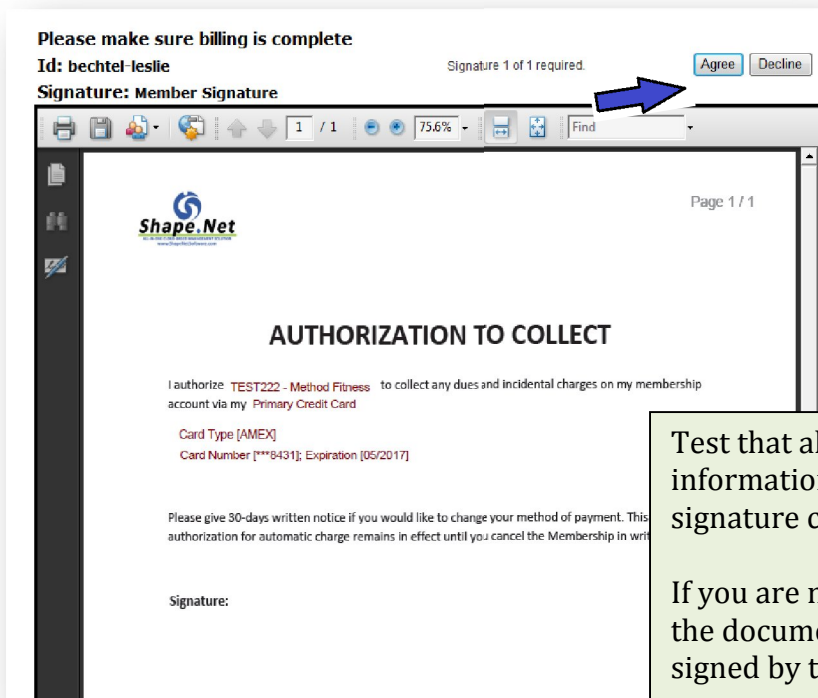 Please make sure billing is complete
Id: bechtel-leslie
Signature 1 of 1 required.
Agree Decline
Signature: Member Signature
1 / 1 75.6% Find
Shape.Net
Page 1 / 1
AUTHORIZATION TO COLLECT
I authorize TEST222 - Method Fitness to collect any dues and incidental charges on my membership
account via my Primary Credit Card
Card Type [AMEX]
Card Number [***8431]; Expiration [05/2017]
Please give 30-days written notice if you would like to change your method of payment. This
authorization for automatic charge remains in effect until you cancel the Membership in writ
Signature:
Test that al
information
signature c
If you are n
the docume
signed by t